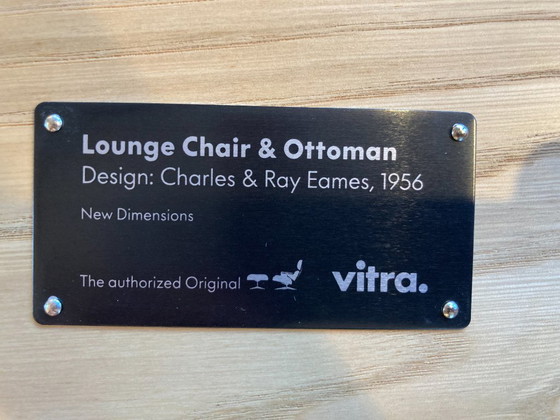 Lounge Chair & Ottoman
Design: Charles & Ray Eames, 1956
New Dimensions
The authorized Original vitra.